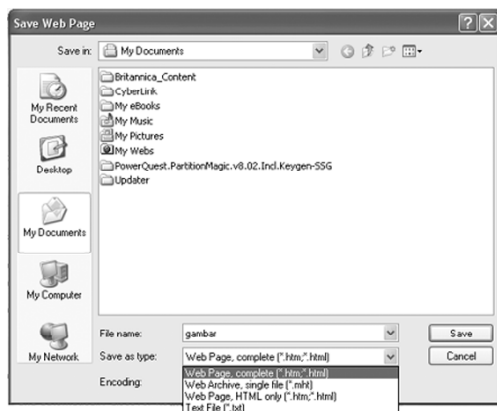 Save Web Page
Save in: My Documents
Britannica_Content
CyberLink
My eBooks
My Music
My Pictures
My Webs
PowerQuest.PartitionMagic.v8.02.Incl.Keygen-SSG
Updater
My Recent
Documents
Desktop
My Documents
My Computer
My Network
File name: gambar Save
Save as type: Web Page, complete (*.htm;*.html) Cancel
Encoding:
Web Page, complete (*.htm;*.html)
Web Archive, single file (*.mht)
Web Page, HTML only (*.htm;*.html)
Text File (*.txt)